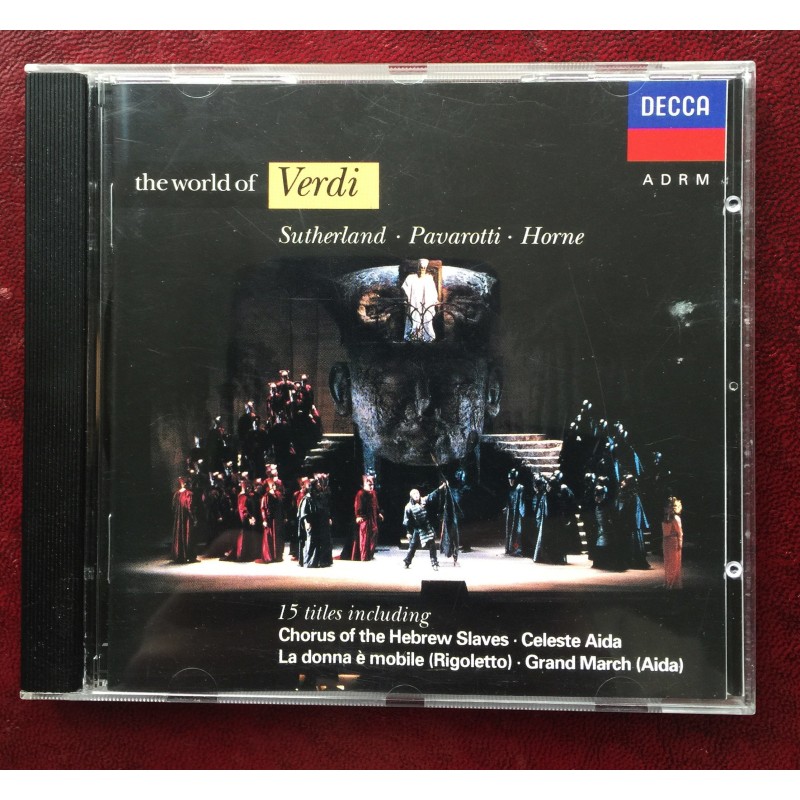 DECCA
ADRM
the world of Verdi
Sutherland · Pavarotti · Horne
15 titles including
Chorus of the Hebrew Slaves · Celeste Aida
La donna è mobile (Rigoletto) · Grand March (Aida)